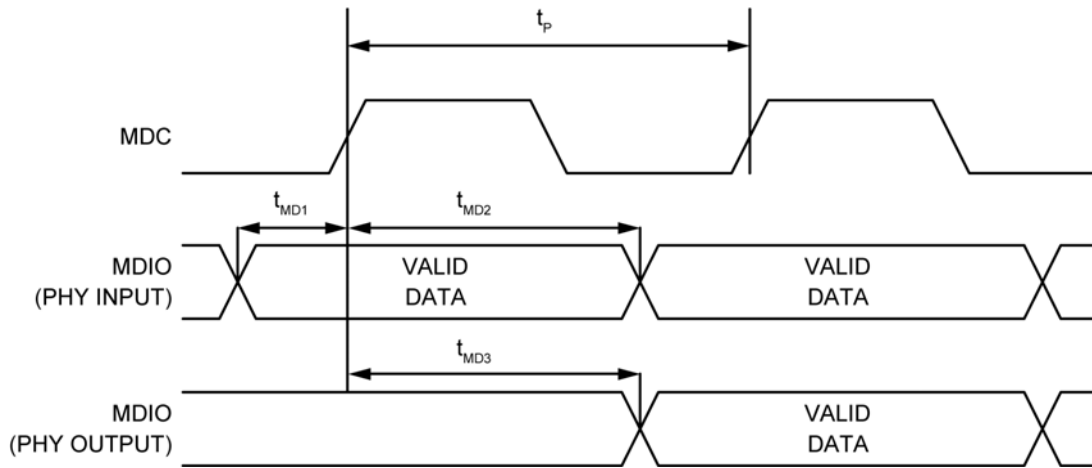 tP
MDC
tMD1
tMD2
MDIO
(PHY INPUT)
VALID
DATA
VALID
DATA
tMD3
MDIO
(PHY OUTPUT)
VALID
DATA